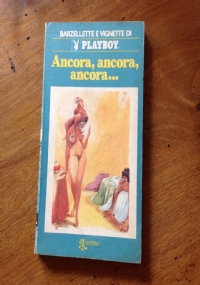 BARZELLETTE E VIGNETTE DI
PLAYBOY
Ancora, ancora,
ancora...